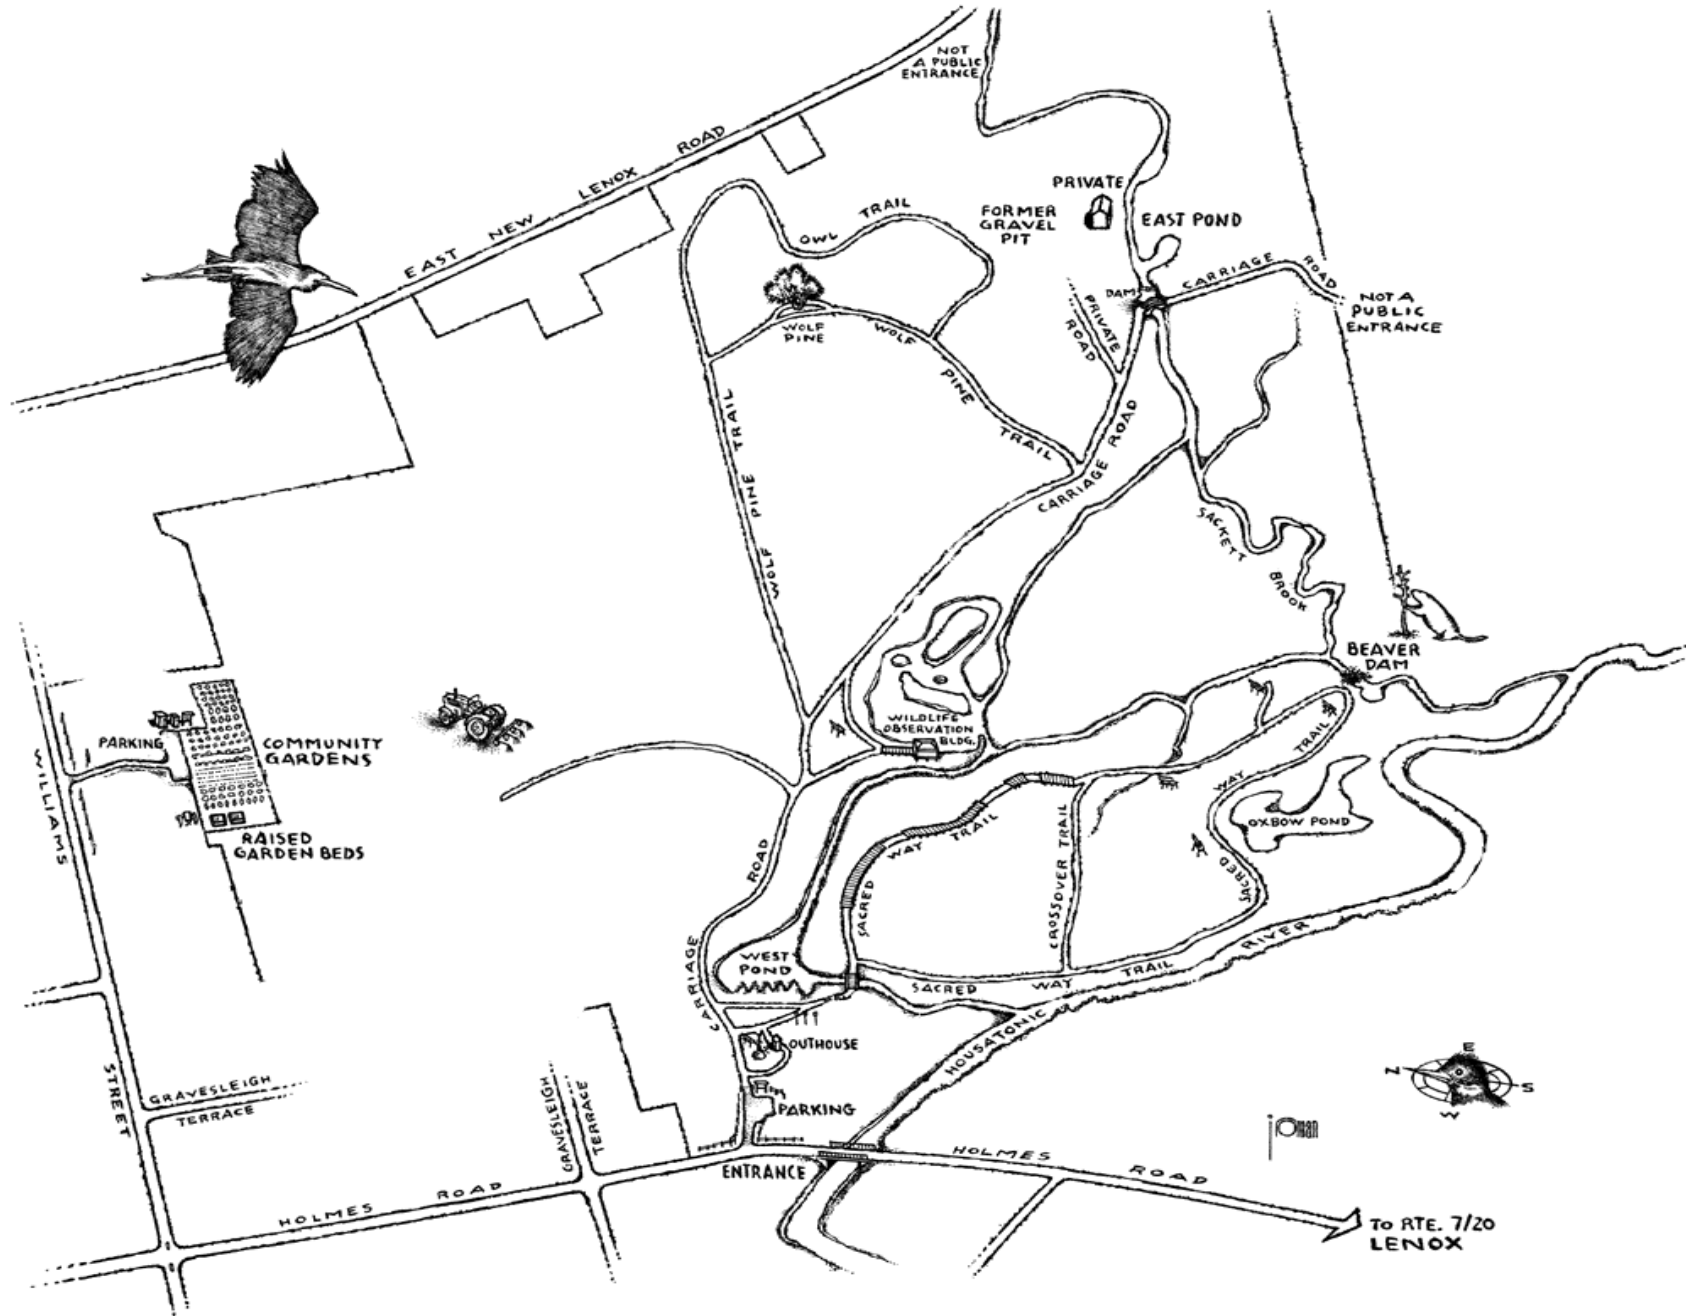 NOT
A PUBLIC
ENTRANCE
EAST NEW LENOX ROAD
PRIVATE
FORMER
GRAVEL
PIT
EAST POND
OWL TRAIL
CARRIAGE ROAD
DAM
NOT A
PUBLIC
ENTRANCE
PRIVATE
ROAD
WOLF
PINE
WOLF PINE TRAIL
WOLF PINE TRAIL
CARRIAGE ROAD
SACKETT BROOK
BEAVER
DAM
WILDLIFE
OBSERVATION
BLDG.
PARKING
COMMUNITY
GARDENS
RAISED
GARDEN BEDS
WILLIAMS STREET
SACRED WAY TRAIL
CROSSOVER TRAIL
SACRED WAY TRAIL
OXBOW POND
CARRIAGE ROAD
WEST
POND
SACRED WAY TRAIL
HOUSATONIC RIVER
OUTHOUSE
PARKING
ENTRANCE
GRAVESLEIGH
TERRACE
GRAVESLEIGH
TERRACE
HOLMES ROAD
HOLMES ROAD
N
E
S
W
TO RTE. 7/20
LENOX